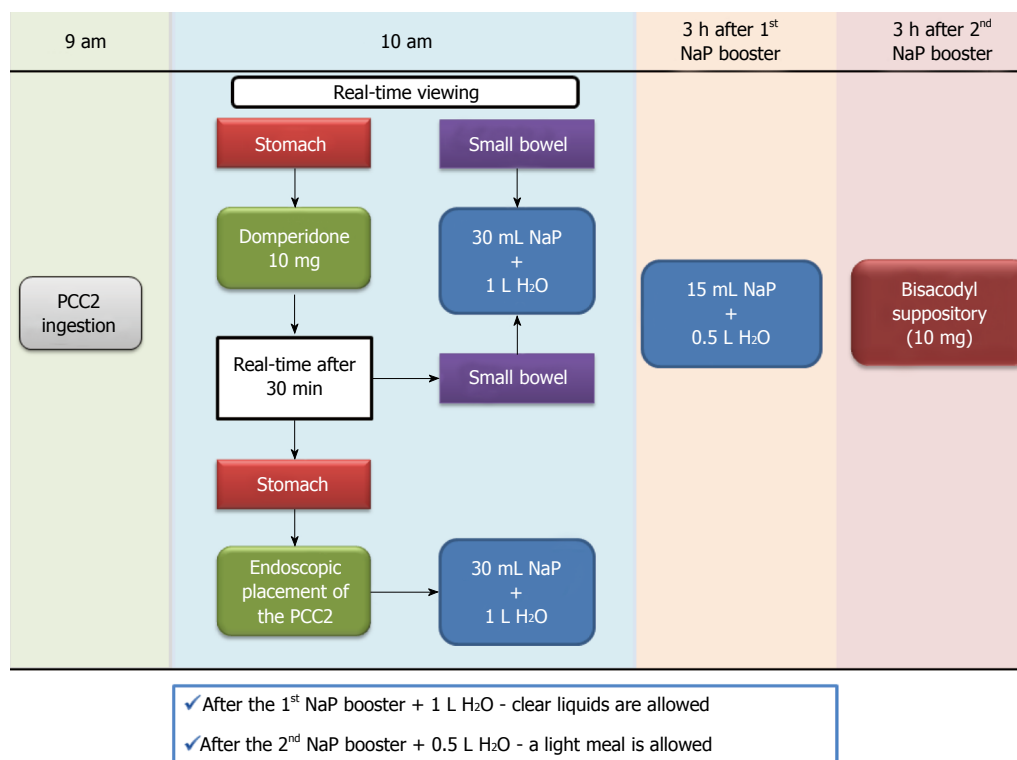 9 am
10 am
3 h after 1st
NaP booster
3 h after 2nd
NaP booster
Real-time viewing
Stomach
Small bowel
Domperidone
10 mg
30 mL NaP
+
1 L H2O
PCC2
ingestion
15 mL NaP
+
0.5 L H2O
Bisacodyl
suppository
(10 mg)
Real-time after
30 min
Small bowel
Stomach
Endoscopic
placement of
the PCC2
30 mL NaP
+
1 L H2O
✓After the 1st NaP booster + 1 L H2O - clear liquids are allowed
✓After the 2nd NaP booster + 0.5 L H2O - a light meal is allowed